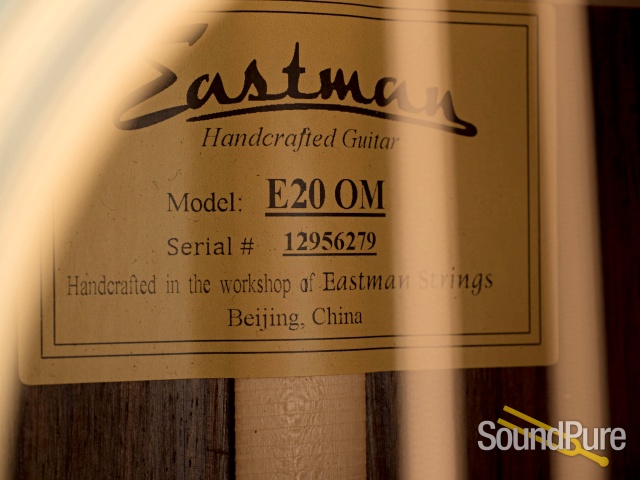 Eastman
Handcrafted Guitar
Model: E20 OM
Serial # 12956279
Handcrafted in the workshop of Eastman Strings
Beijing, China
SoundPure